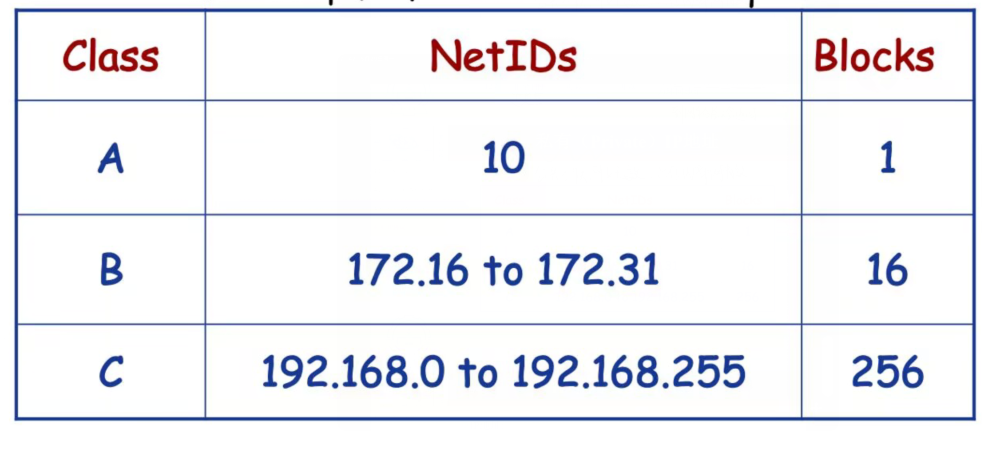 Class NetIDs Blocks
A 10 1
B 172.16 to 172.31 16
C 192.168.0 to 192.168.255 256